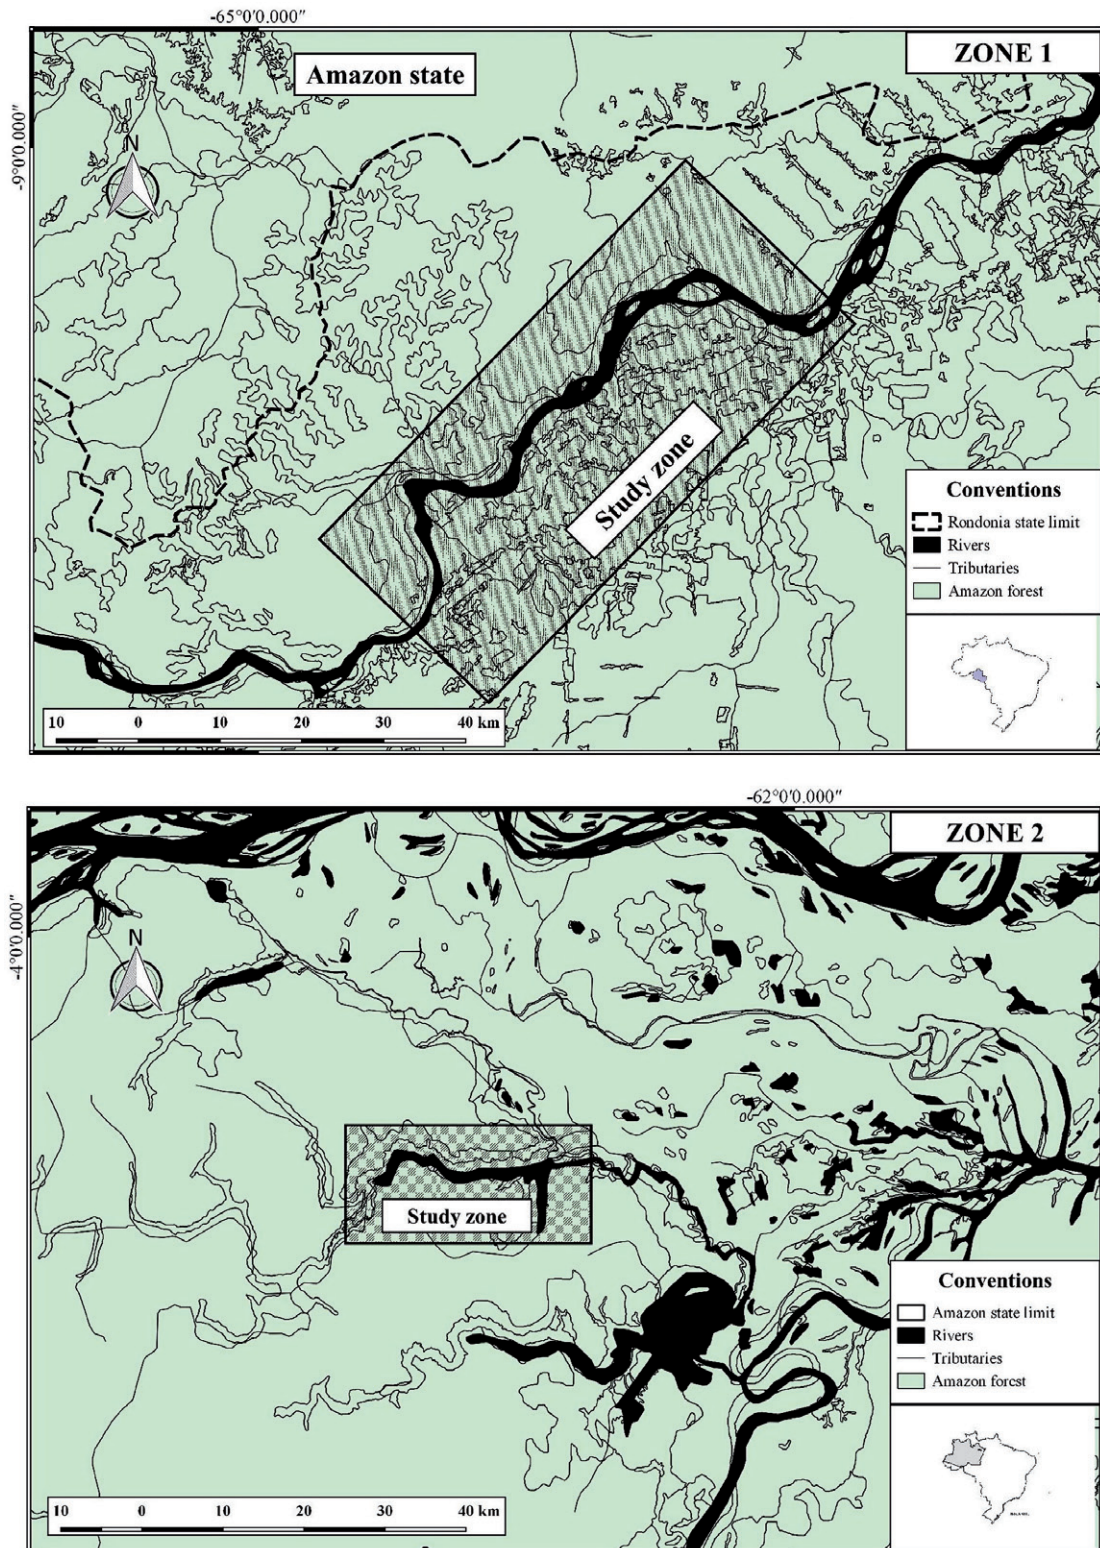 -65°0'0.000"
ZONE 1
Amazon state
-9°0'0.000"
N
Study zone
Conventions
Rondonia state limit
Rivers
Tributaries
Amazon forest
10 0 10 20 30 40 km
-62°0'0.000"
ZONE 2
-4°0'0.000"
N
Study zone
Conventions
Amazon state limit
Rivers
Tributaries
Amazon forest
10 0 10 20 30 40 km